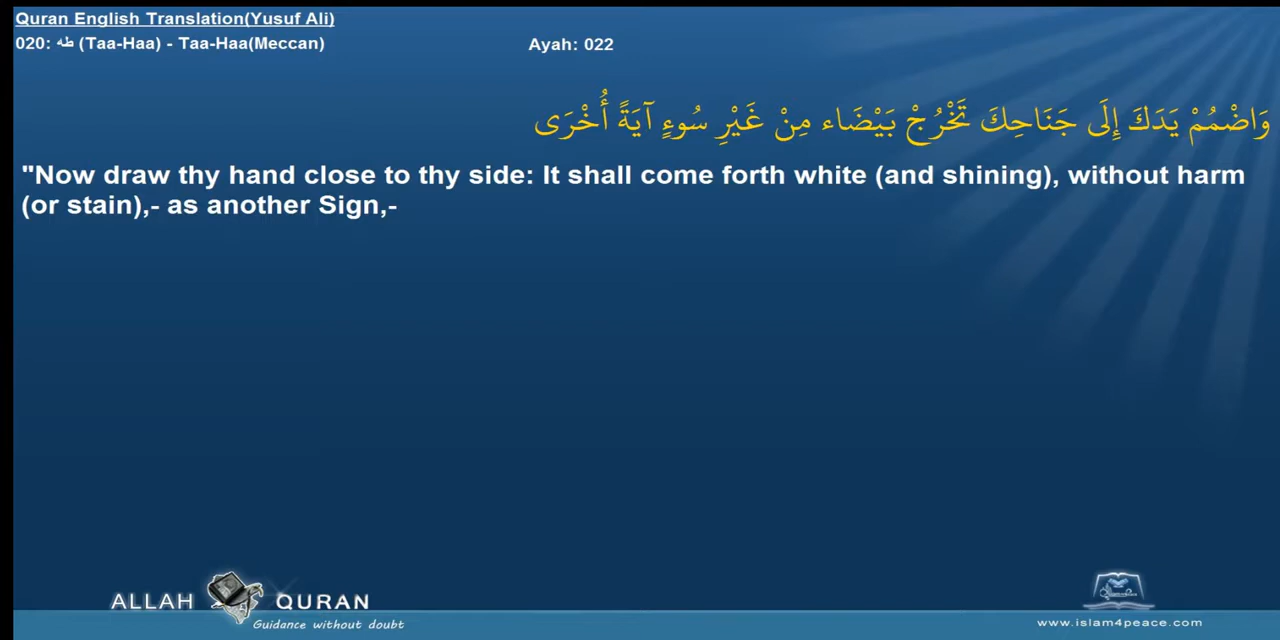 Quran English Translation(Yusuf Ali)
020: طه (Taa-Haa) - Taa-Haa(Meccan)
Ayah: 022
وَاضْمُمْ يَدَكَ إِلَى جَنَاحِكَ تَخْرُجْ بَيْضَاء مِنْ غَيْرِ سُوءٍ آيَةً أُخْرَى
"Now draw thy hand close to thy side: It shall come forth white (and shining), without harm
(or stain),- as another Sign,-
ALLAH QURAN
Guidance without doubt
www.islam4peace.com